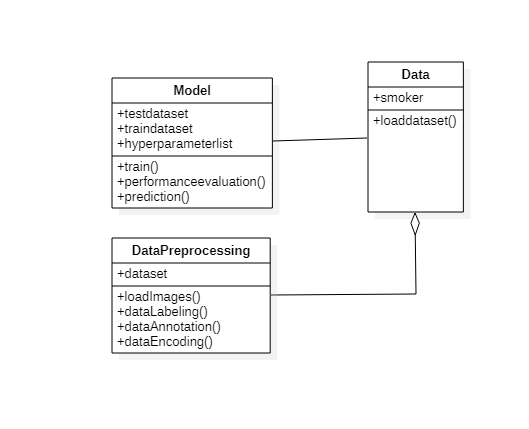 Model
+testdataset
+traindataset
+hyperparameterlist
+train()
+performanceevaluation()
+prediction()
Data
+smoker
+loaddataset()
DataPreprocessing
+dataset
+loadImages()
+dataLabeling()
+dataAnnotation()
+dataEncoding()